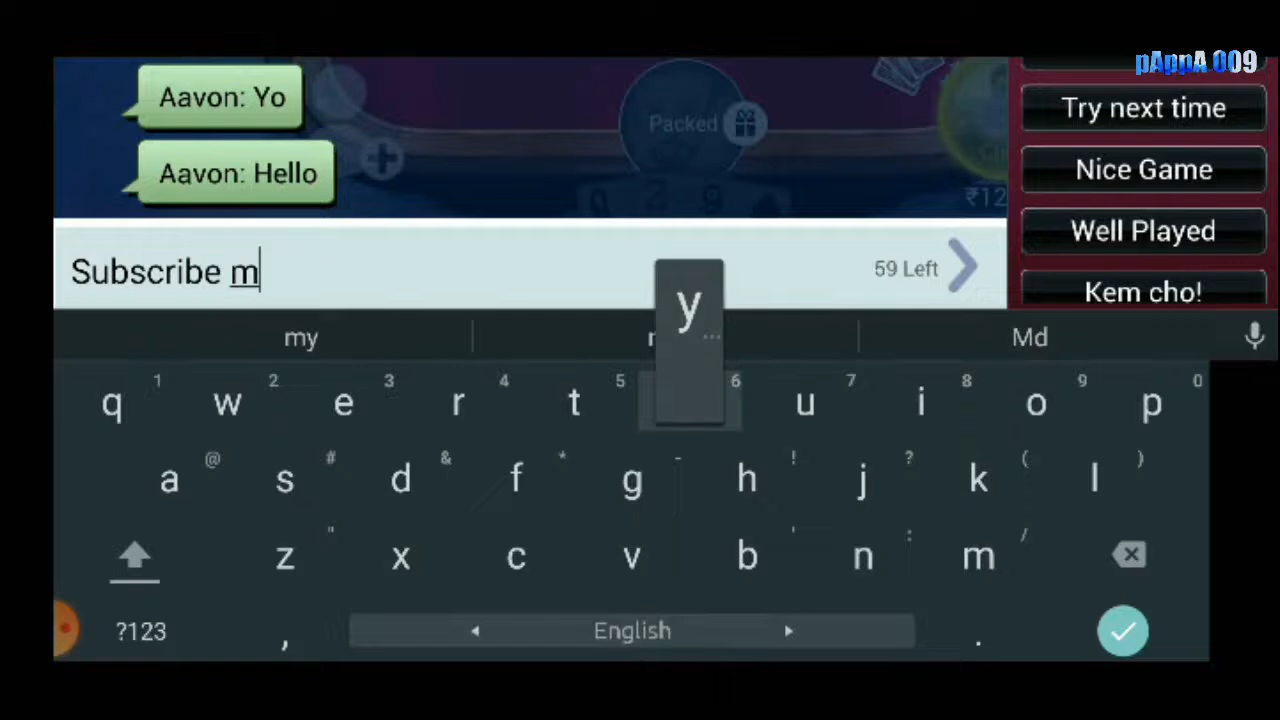 pAppA 009
Aavon: Yo
Packed
Try next time
Aavon: Hello
Nice Game
₹12
Well Played
Subscribe m
59 Left
Kem cho!
y
...
my
Md
1 2 3 4 5 6 7 8 9 0
q w e r t u i o p
@ # & * - ! ? ( )
a s d f g h j k l
" ' : /
z x c v b n m
?123 , English .